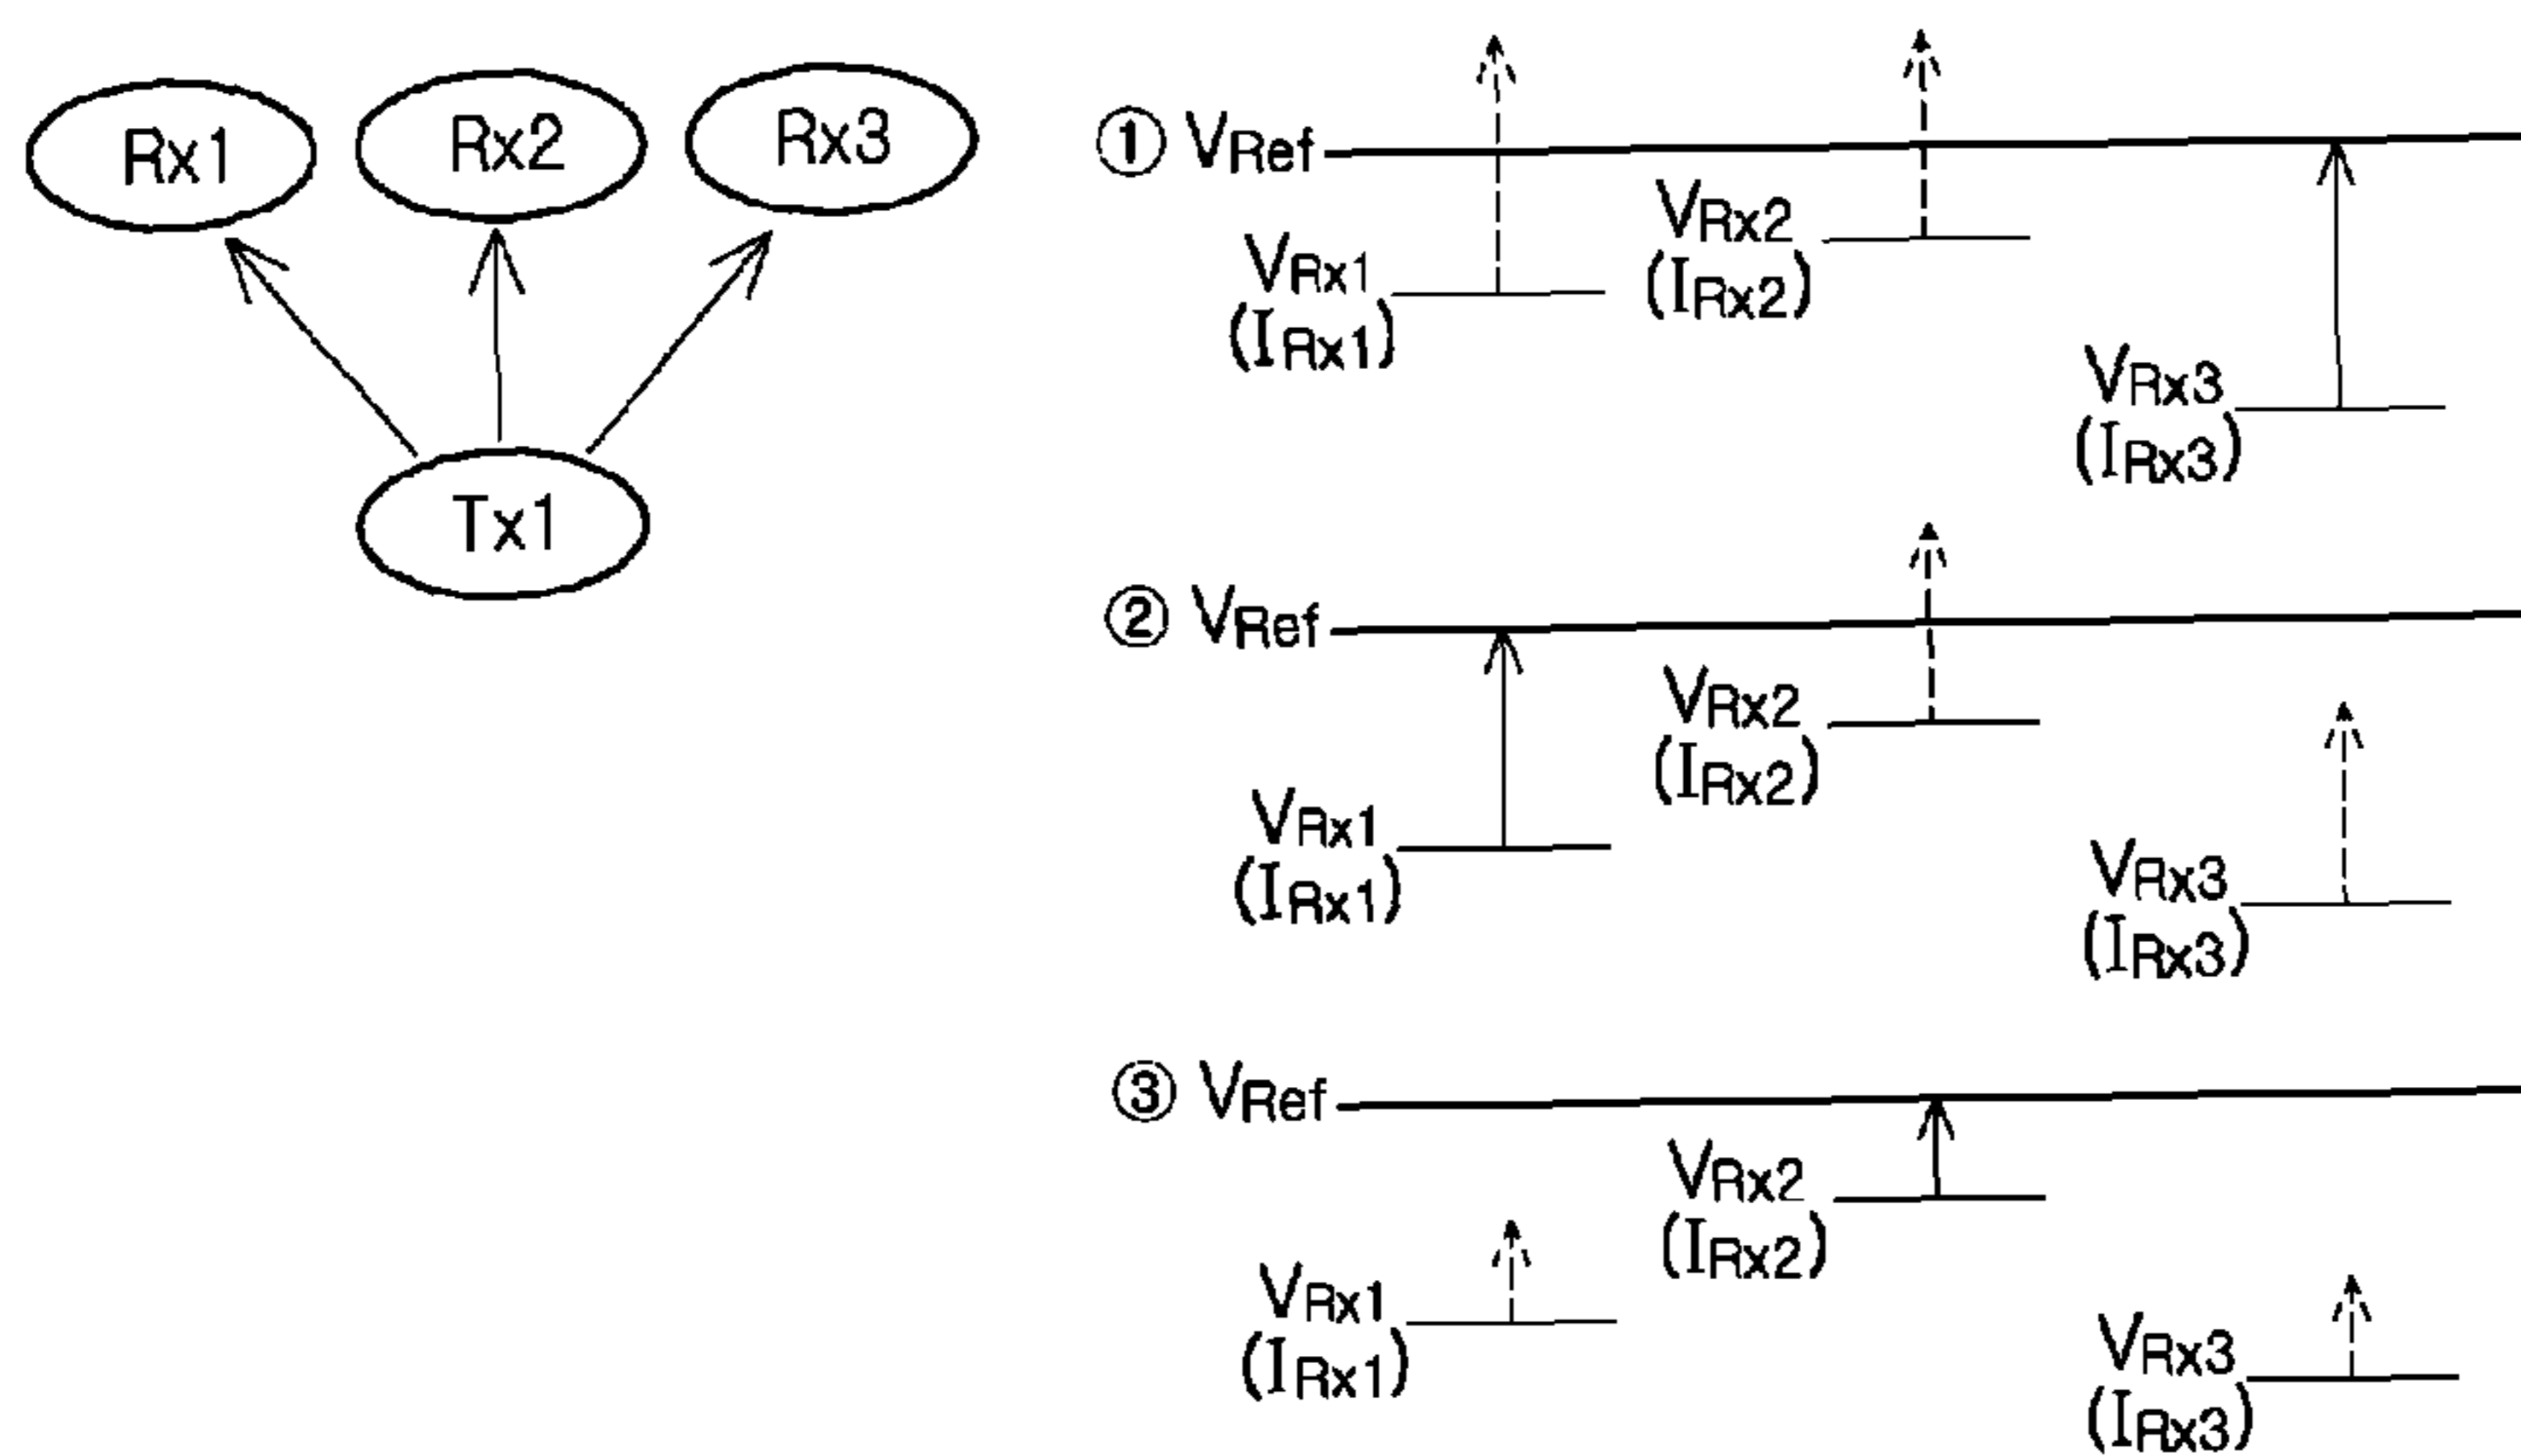 Rx1 Rx2 Rx3
Tx1
① VRef
VRx1
(IRx1)
VRx2
(IRx2)
VRx3
(IRx3)
② VRef
VRx1
(IRx1)
VRx2
(IRx2)
VRx3
(IRx3)
③ VRef
VRx1
(IRx1)
VRx2
(IRx2)
VRx3
(IRx3)